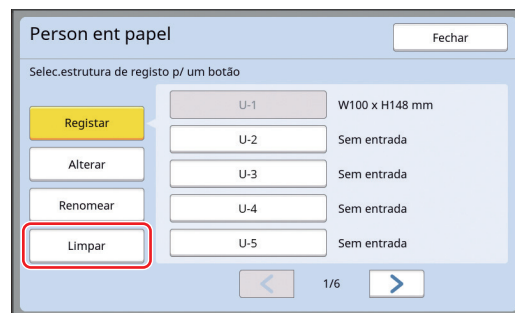 Person ent papel
Fechar
Selec.estrutura de registo p/ um botão
Registar
Alterar
Renomear
Limpar
U-1 W100 x H148 mm
U-2 Sem entrada
U-3 Sem entrada
U-4 Sem entrada
U-5 Sem entrada
1/6